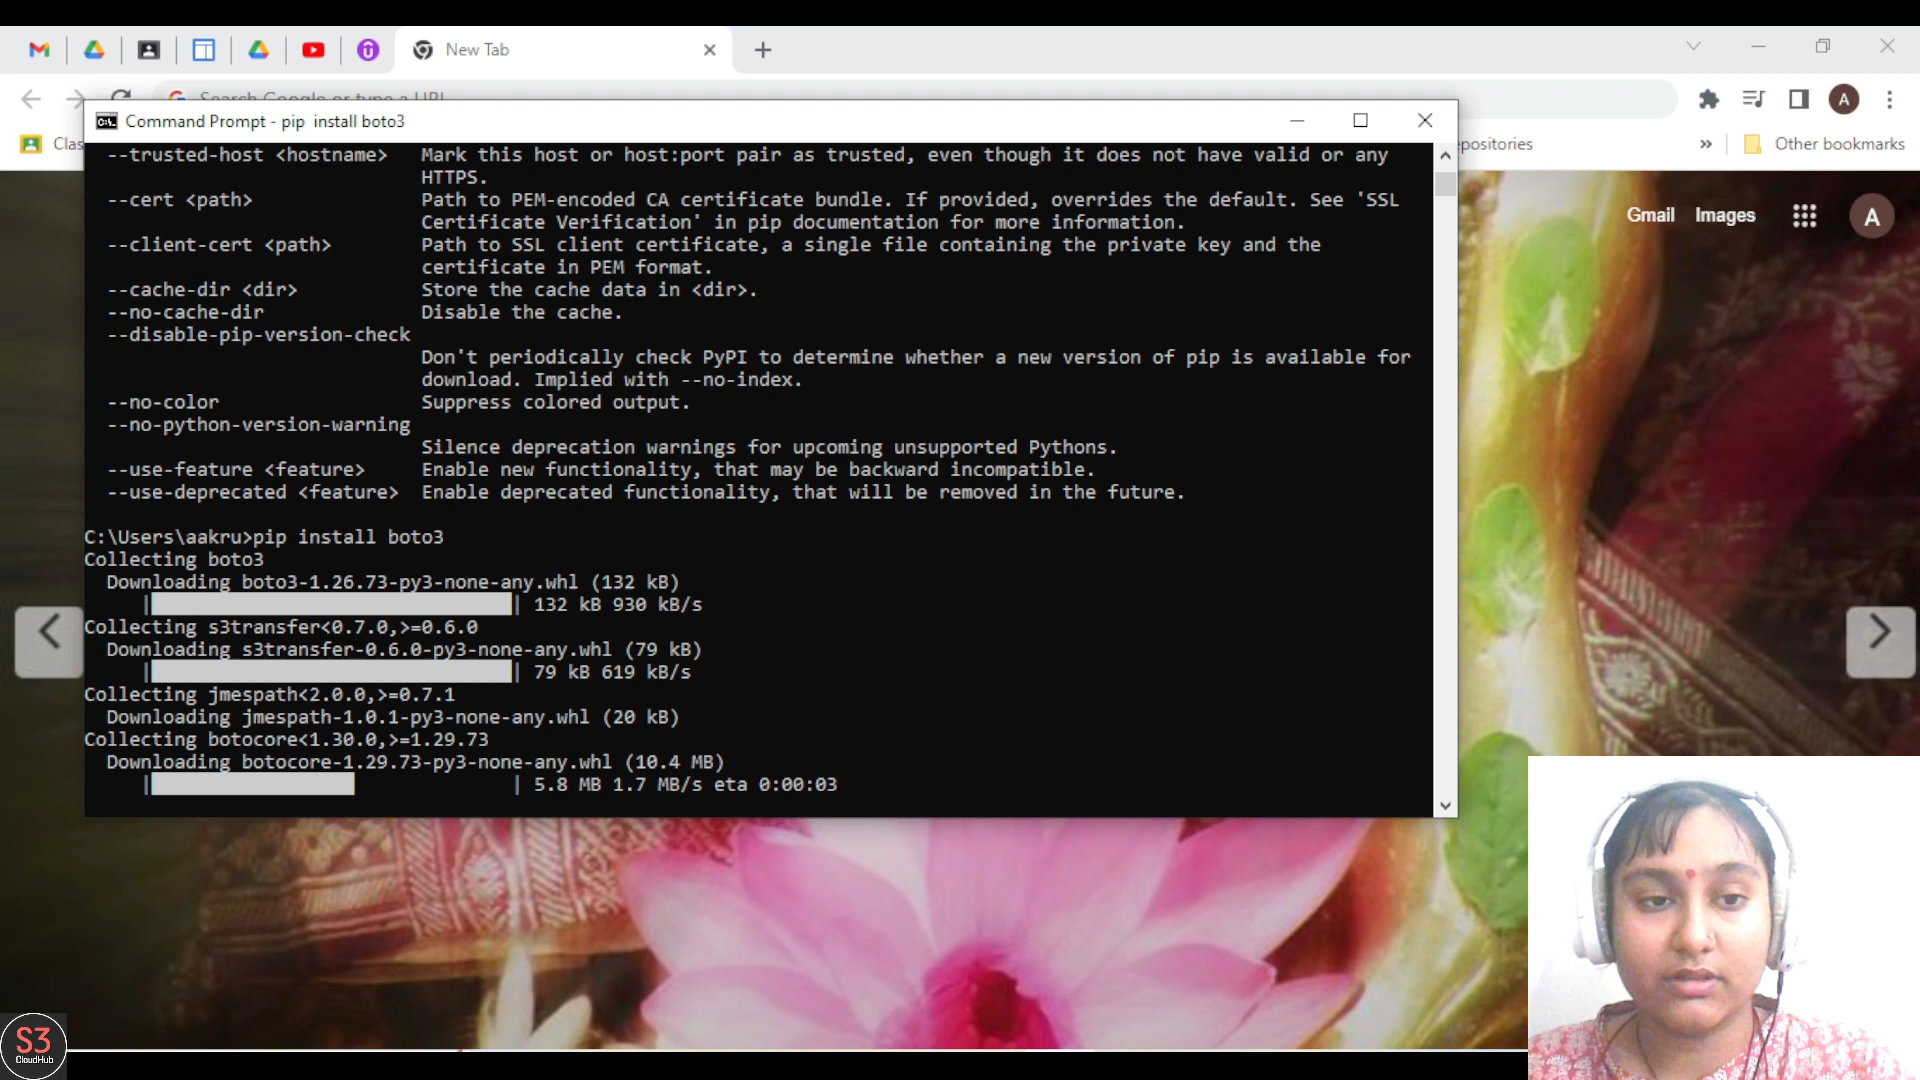 New Tab
Search Google or type a URL
Command Prompt - pip  install boto3
Clas
epositories
»
Other bookmarks
Gmail
Images
A
A
--trusted-host <hostname>   Mark this host or host:port pair as trusted, even though it does not have valid or any
HTTPS.
--cert <path>               Path to PEM-encoded CA certificate bundle. If provided, overrides the default. See 'SSL
Certificate Verification' in pip documentation for more information.
--client-cert <path>        Path to SSL client certificate, a single file containing the private key and the
certificate in PEM format.
--cache-dir <dir>           Store the cache data in <dir>.
--no-cache-dir              Disable the cache.
--disable-pip-version-check
Don't periodically check PyPI to determine whether a new version of pip is available for
download. Implied with --no-index.
--no-color                  Suppress colored output.
--no-python-version-warning
Silence deprecation warnings for upcoming unsupported Pythons.
--use-feature <feature>     Enable new functionality, that may be backward incompatible.
--use-deprecated <feature>  Enable deprecated functionality, that will be removed in the future.
C:\Users\aakru>pip install boto3
Collecting boto3
Downloading boto3-1.26.73-py3-none-any.whl (132 kB)
| | 132 kB 930 kB/s
Collecting s3transfer<0.7.0,>=0.6.0
Downloading s3transfer-0.6.0-py3-none-any.whl (79 kB)
| | 79 kB 619 kB/s
Collecting jmespath<2.0.0,>=0.7.1
Downloading jmespath-1.0.1-py3-none-any.whl (20 kB)
Collecting botocore<1.30.0,>=1.29.73
Downloading botocore-1.29.73-py3-none-any.whl (10.4 MB)
| | 5.8 MB 1.7 MB/s eta 0:00:03
S3
CloudHub